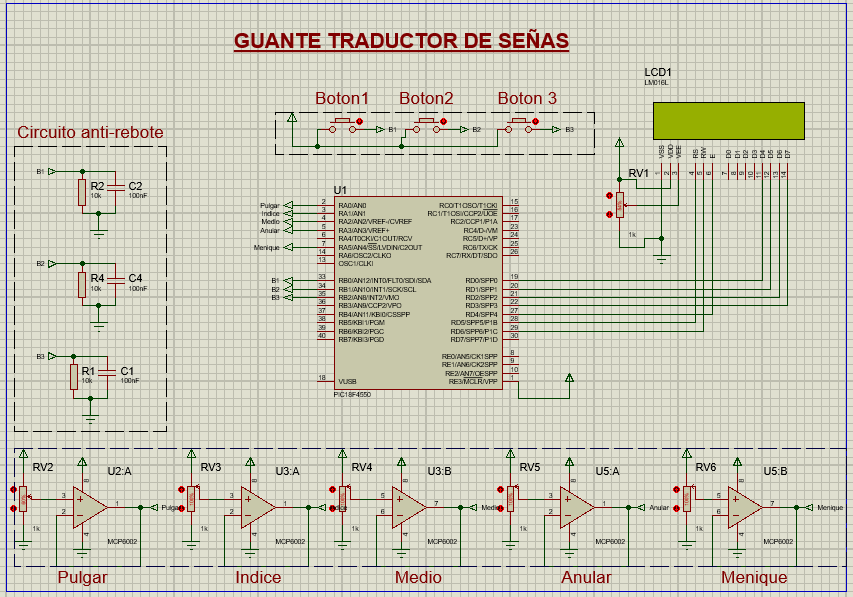 GUANTE TRADUCTOR DE SEÑAS
LCD1
LM016L
Boton1 Boton2 Boton 3
B1 B2 B3
Circuito anti-rebote
VSS VDD VEE RS RW E D0 D1 D2 D3 D4 D5 D6 D7
1 2 3 4 5 6 7 8 9 10 11 12 13 14
RV1
1k
B1
R2 C2
10k 100nF
B2
R4 C4
10k 100nF
B3
R1 C1
10k 100nF
U1
Pulgar 2 RA0/AN0 RC0/T1OSO/T1CKI 15
Indice 3 RA1/AN1 RC1/T1OSI/CCP2/UOE 16
Medio 4 RA2/AN2/VREF-/CVREF RC2/CCP1/P1A 17
Anular 5 RA3/AN3/VREF+ RC4/D-/VM 23
6 RA4/T0CKI/C1OUT/RCV RC5/D+/VP 24
Menique 7 RA5/AN4/SS/LVDIN/C2OUT RC6/TX/CK 25
14 RA6/OSC2/CLKO RC7/RX/DT/SDO 26
13 OSC1/CLKI
B1 33 RB0/AN12/INT0/FLT0/SDI/SDA RD0/SPP0 19
B2 34 RB1/AN10/INT1/SCK/SCL RD1/SPP1 20
B3 35 RB2/AN8/INT2/VMO RD2/SPP2 21
36 RB3/AN9/CCP2/VPO RD3/SPP3 22
37 RB4/AN11/KBI0/CSSPP RD4/SPP4 27
38 RB5/KBI1/PGM RD5/SPP5/P1B 28
39 RB6/KBI2/PGC RD6/SPP6/P1C 29
40 RB7/KBI3/PGD RD7/SPP7/P1D 30
RE0/AN5/CK1SPP 8
RE1/AN6/CK2SPP 9
RE2/AN7/OESPP 10
18 VUSB RE3/MCLR/VPP 1
PIC18F4550
RV2 U2:A RV3 U3:A RV4 U3:B RV5 U5:A RV6 U5:B
8 8 8 8 8
3 1 3 1 5 7 3 1 5 7
Pulgar Medio Anular Menique
2 2 6 2 6
4 4 4 4 4
1k 1k 1k 1k 1k
MCP6002 MCP6002 MCP6002 MCP6002 MCP6002
Pulgar Indice Medio Anular Menique